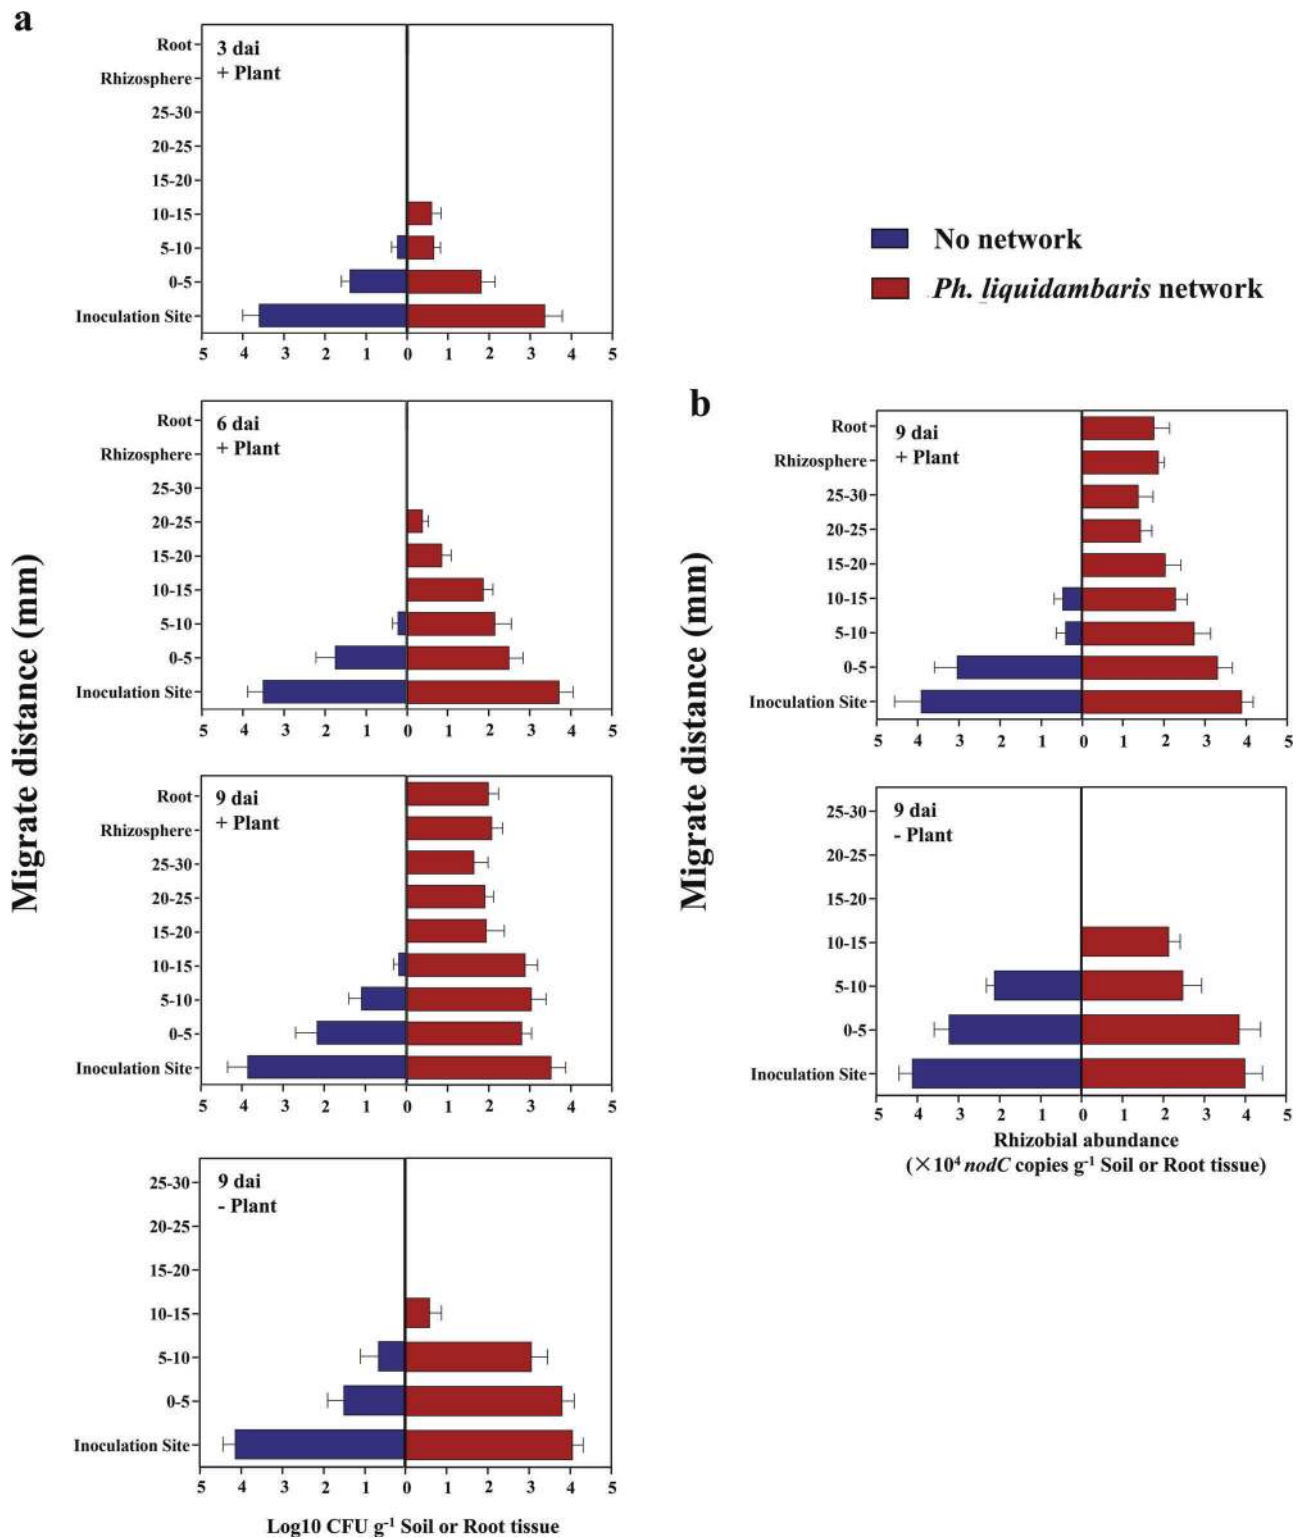 a
3 dai
+ Plant
Root
Rhizosphere
25-30
20-25
15-20
10-15
5-10
0-5
Inoculation Site
5 4 3 2 1 0 1 2 3 4 5
No network
Ph. liquidambaris network
6 dai
+ Plant
Root
Rhizosphere
25-30
20-25
15-20
10-15
5-10
0-5
Inoculation Site
5 4 3 2 1 0 1 2 3 4 5
9 dai
+ Plant
Root
Rhizosphere
25-30
20-25
15-20
10-15
5-10
0-5
Inoculation Site
5 4 3 2 1 0 1 2 3 4 5
9 dai
- Plant
25-30
20-25
15-20
10-15
5-10
0-5
Inoculation Site
5 4 3 2 1 0 1 2 3 4 5
Log10 CFU g⁻¹ Soil or Root tissue
Migrate distance (mm)
b
9 dai
+ Plant
Root
Rhizosphere
25-30
20-25
15-20
10-15
5-10
0-5
Inoculation Site
5 4 3 2 1 0 1 2 3 4 5
9 dai
- Plant
25-30
20-25
15-20
10-15
5-10
0-5
Inoculation Site
5 4 3 2 1 0 1 2 3 4 5
Rhizobial abundance
(×10⁴ nodC copies g⁻¹ Soil or Root tissue)
Migrate distance (mm)